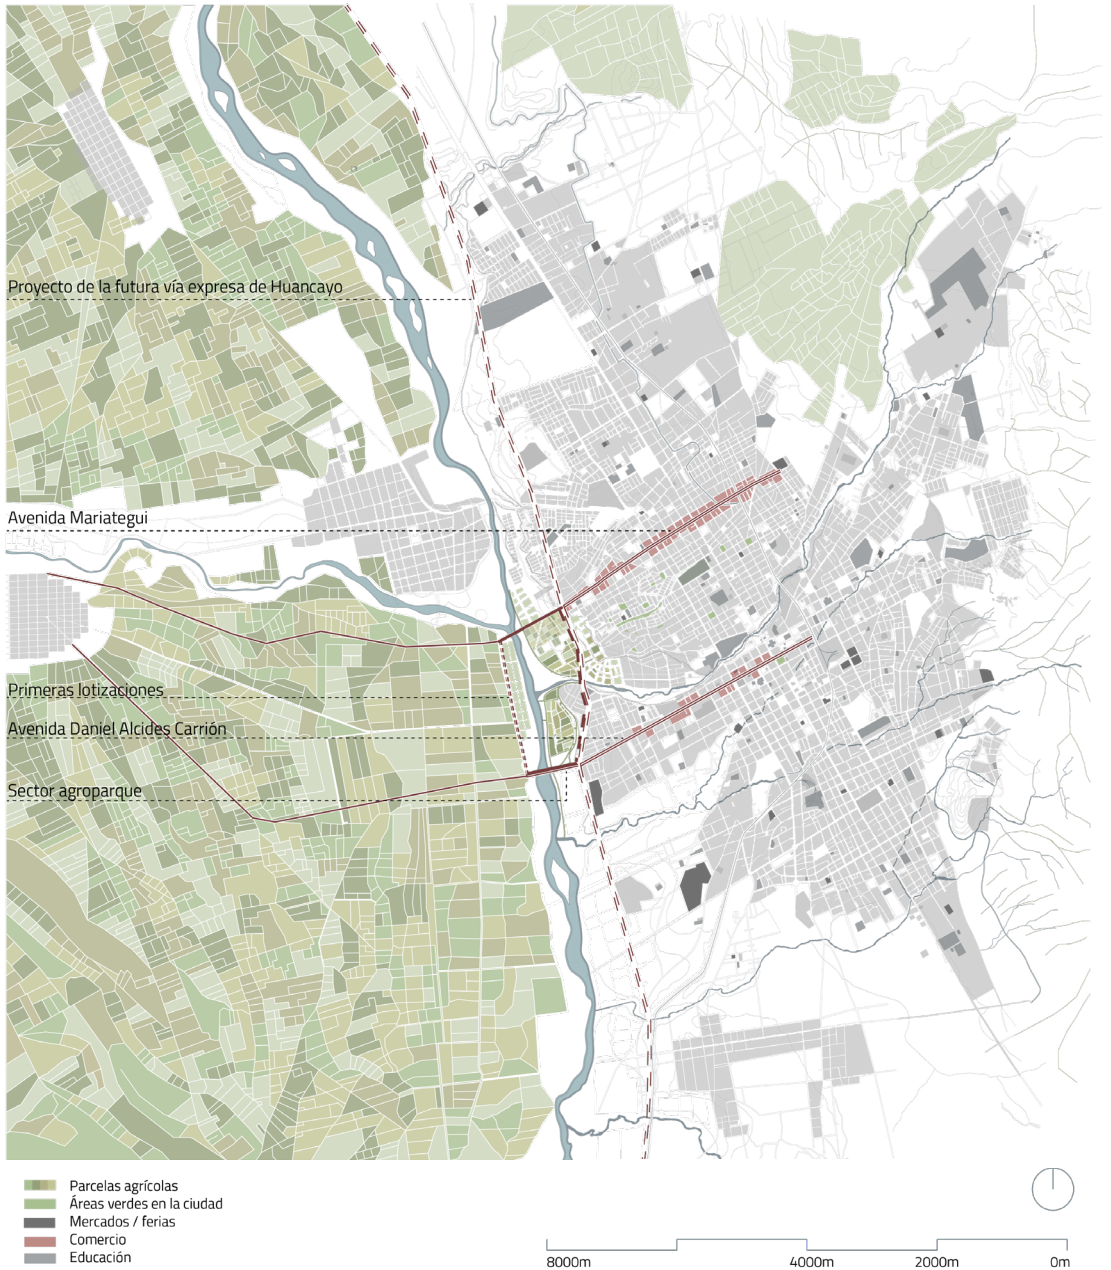 Proyecto de la futura vía expresa de Huancayo
Avenida Mariategui
Primeras lotizaciones
Avenida Daniel Alcides Carrión
Sector agroparque
Parcelas agrícolas
Áreas verdes en la ciudad
Mercados / ferias
Comercio
Educación
8000m 4000m 2000m 0m